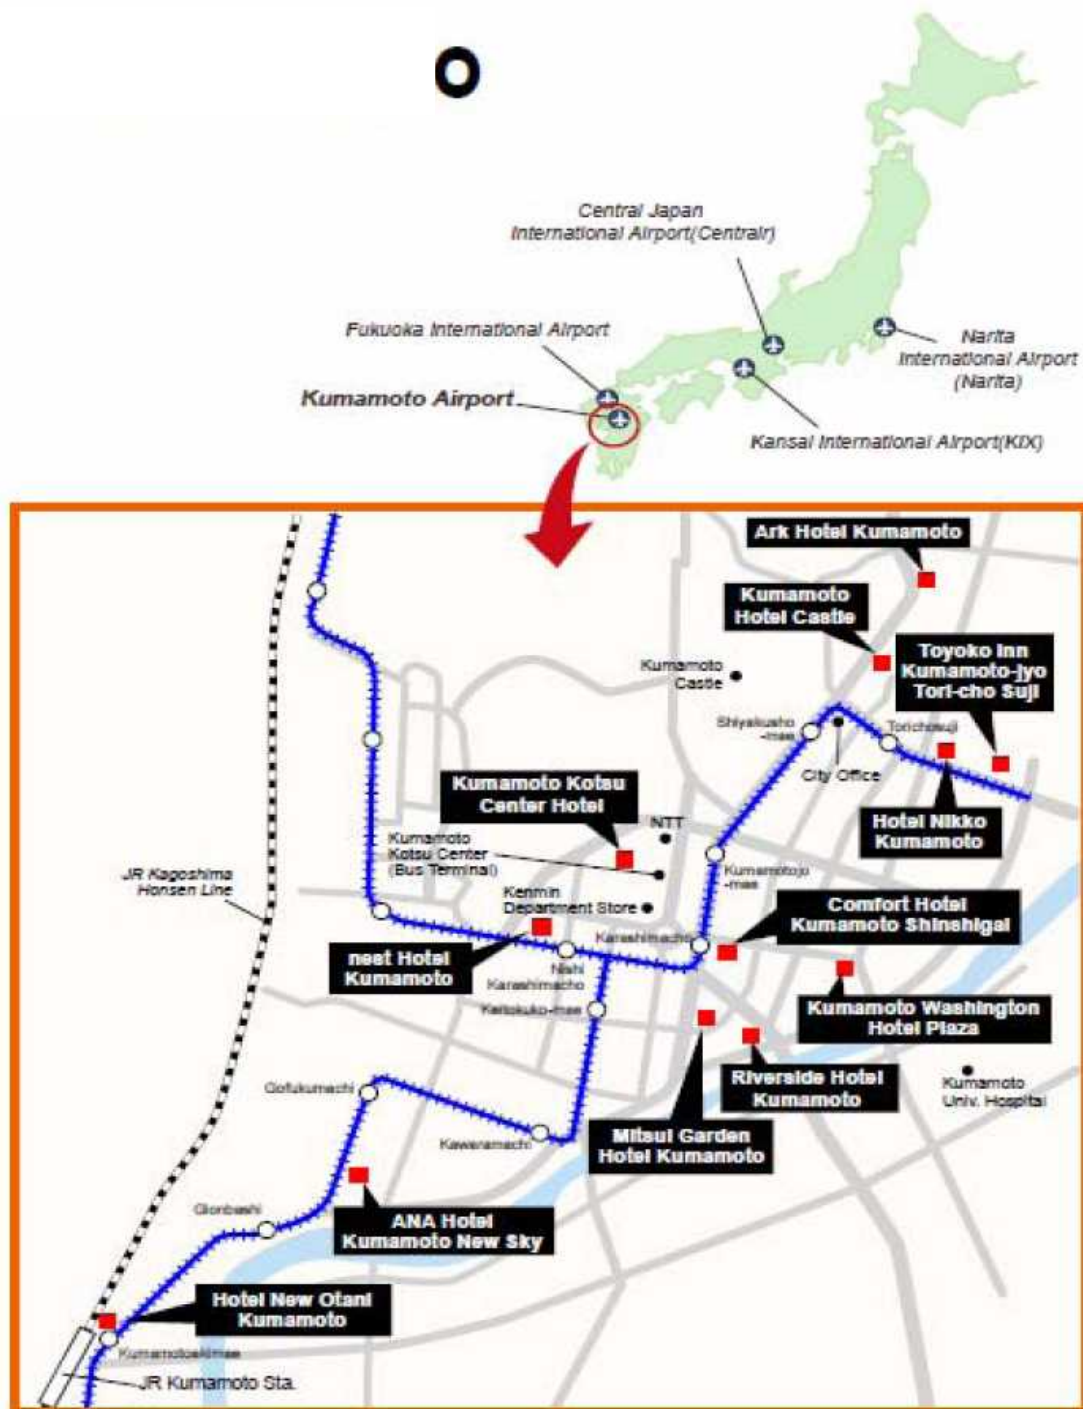 o
Central Japan
International Airport(Centrair)
Fukuoka International Airport
Narita
International Airport
(Narita)
Kumamoto Airport
Kansai International Airport(KIX)
Ark Hotel Kumamoto
Kumamoto
Hotel Castle
Toyoko Inn
Kumamoto-jyo
Tori-cho Suji
Kumamoto
Castle
Shiyakusho
-mae
Torichosuji
City Office
Kumamoto Kotsu
Center Hotel
Hotel Nikko
Kumamoto
NTT
Kumamoto
Kotsu Center
(Bus Terminal)
Kumamotojo
-mae
JR Kagoshima
Honsen Line
Kenmin
Department Store
Comfort Hotel
Kumamoto Shinshigai
Karashimacho
neet Hotel
Kumamoto
Nishi
Karashimacho
Kumamoto Washington
Hotel Plaza
Keitokuko-mae
Riverside Hotel
Kumamoto
Kumamoto
Univ. Hospital
Gofukumachi
Kawaramachi
Mitsui Garden
Hotel Kumamoto
Gionbashi
ANA Hotel
Kumamoto New Sky
Hotel New Otani
Kumamoto
Kumamotoekimae
JR Kumamoto Sta.